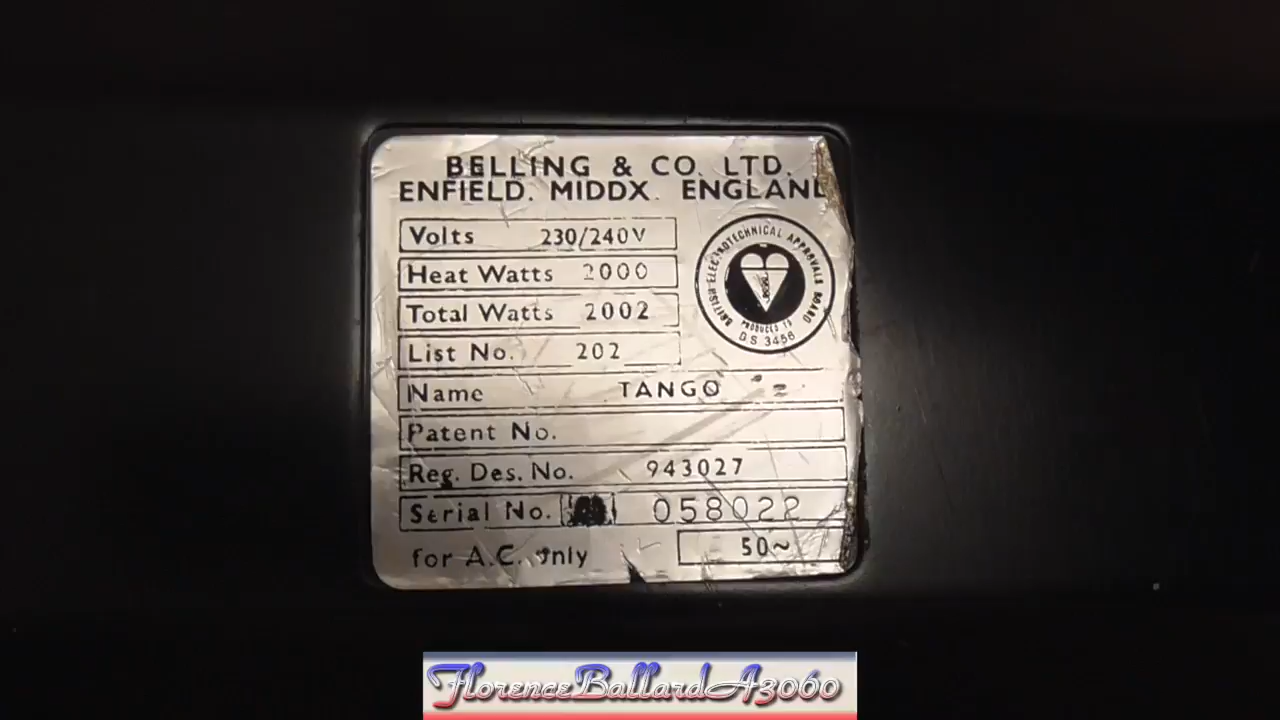 BELLING & CO. LTD.
ENFIELD. MIDDX. ENGLAND
Volts 230/240V
Heat Watts 2000
Total Watts 2002
List No. 202
Name TANGO
Patent No.
Reg. Des. No. 943027
Serial No. 058022
for A.C. only 50~
BRITISH ELECTROTECHNICAL APPROVALS BOARD
PRODUCED TO
BS 3456
FlorenceBallardA3060